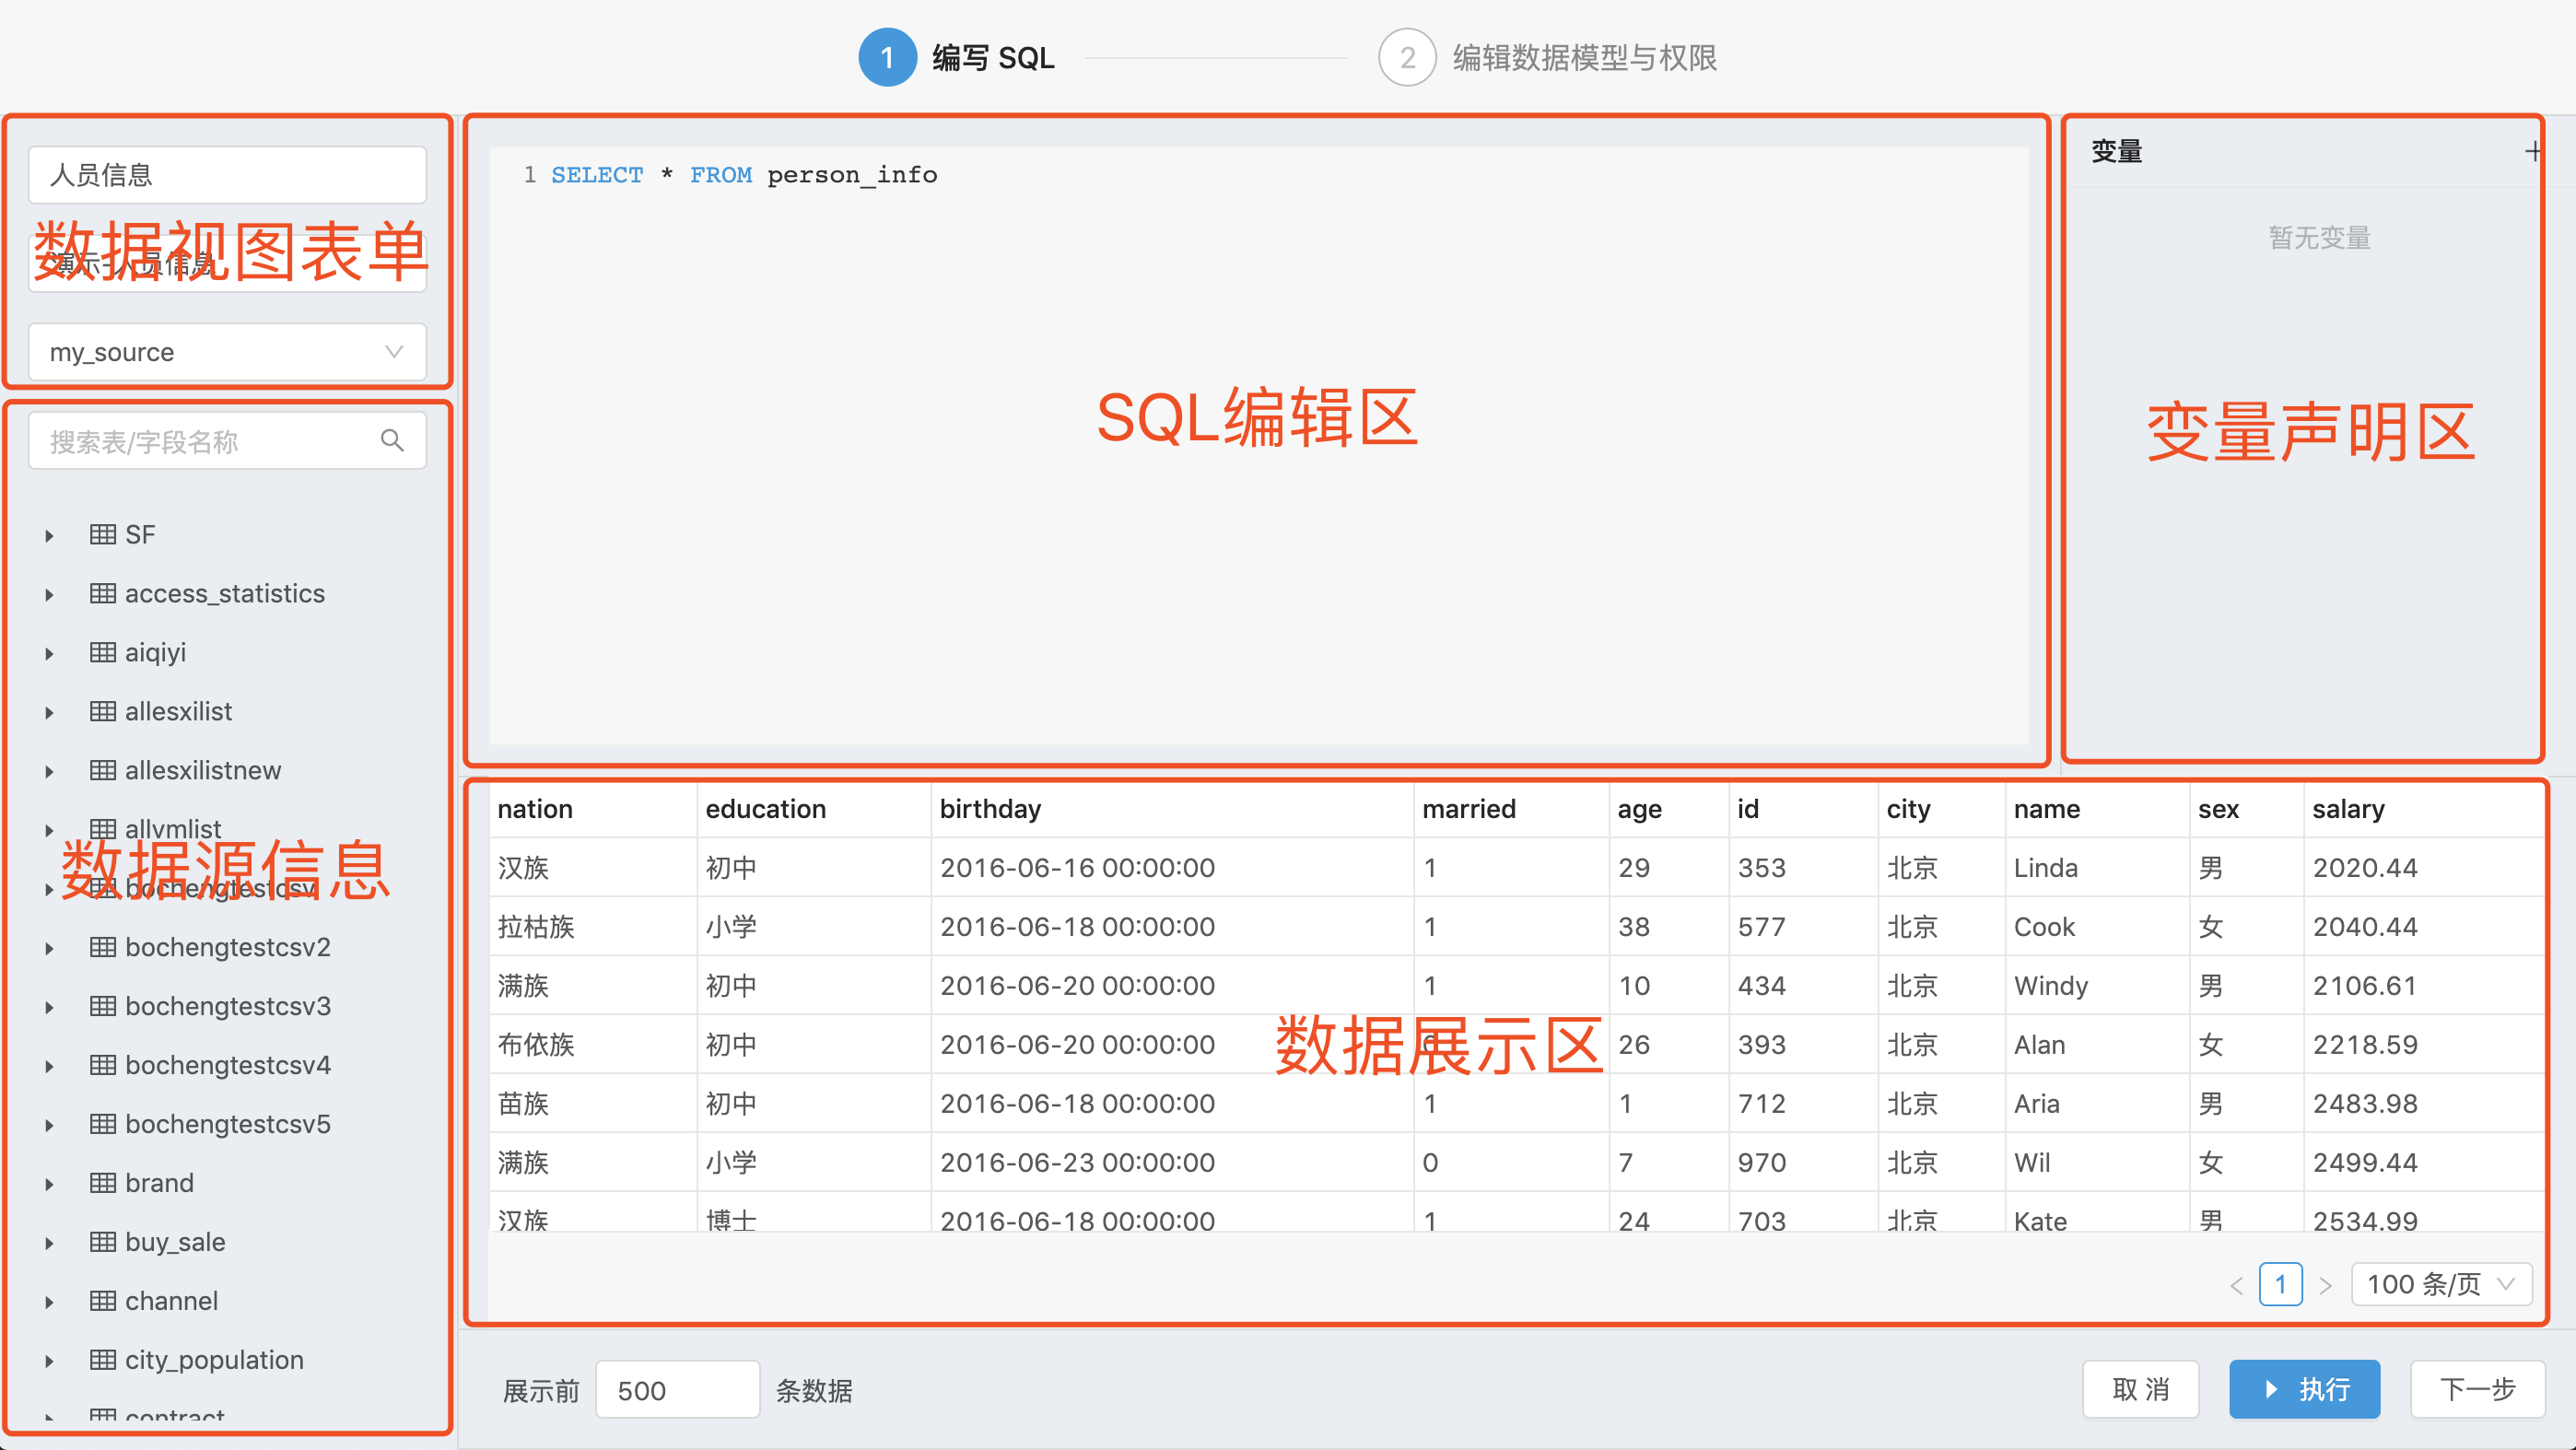 1 编写 SQL
2 编辑数据模型与权限
人员信息
数据视图表单
演示-人员信息
my_source
搜索表/字段名称
SF
access_statistics
aiqiyi
allesxilist
allesxilistnew
allvmlist
数据源信息
bochengtestcsv
bochengtestcsv2
bochengtestcsv3
bochengtestcsv4
bochengtestcsv5
brand
buy_sale
channel
city_population
contract
1 SELECT * FROM person_info
SQL编辑区
变量 +
暂无变量
变量声明区
nation education birthday married age id city name sex salary
汉族 初中 2016-06-16 00:00:00 1 29 353 北京 Linda 男 2020.44
拉枯族 小学 2016-06-18 00:00:00 1 38 577 北京 Cook 女 2040.44
满族 初中 2016-06-20 00:00:00 1 10 434 北京 Windy 男 2106.61
布依族 初中 2016-06-20 00:00:00 0 26 393 北京 Alan 女 2218.59
数据展示区
苗族 初中 2016-06-18 00:00:00 1 1 712 北京 Aria 男 2483.98
满族 小学 2016-06-23 00:00:00 0 7 970 北京 Wil 女 2499.44
汉族 博士 2016-06-18 00:00:00 1 24 703 北京 Kate 男 2534.99
< 1 > 100 条/页
展示前 500 条数据
取 消 执行 下一步